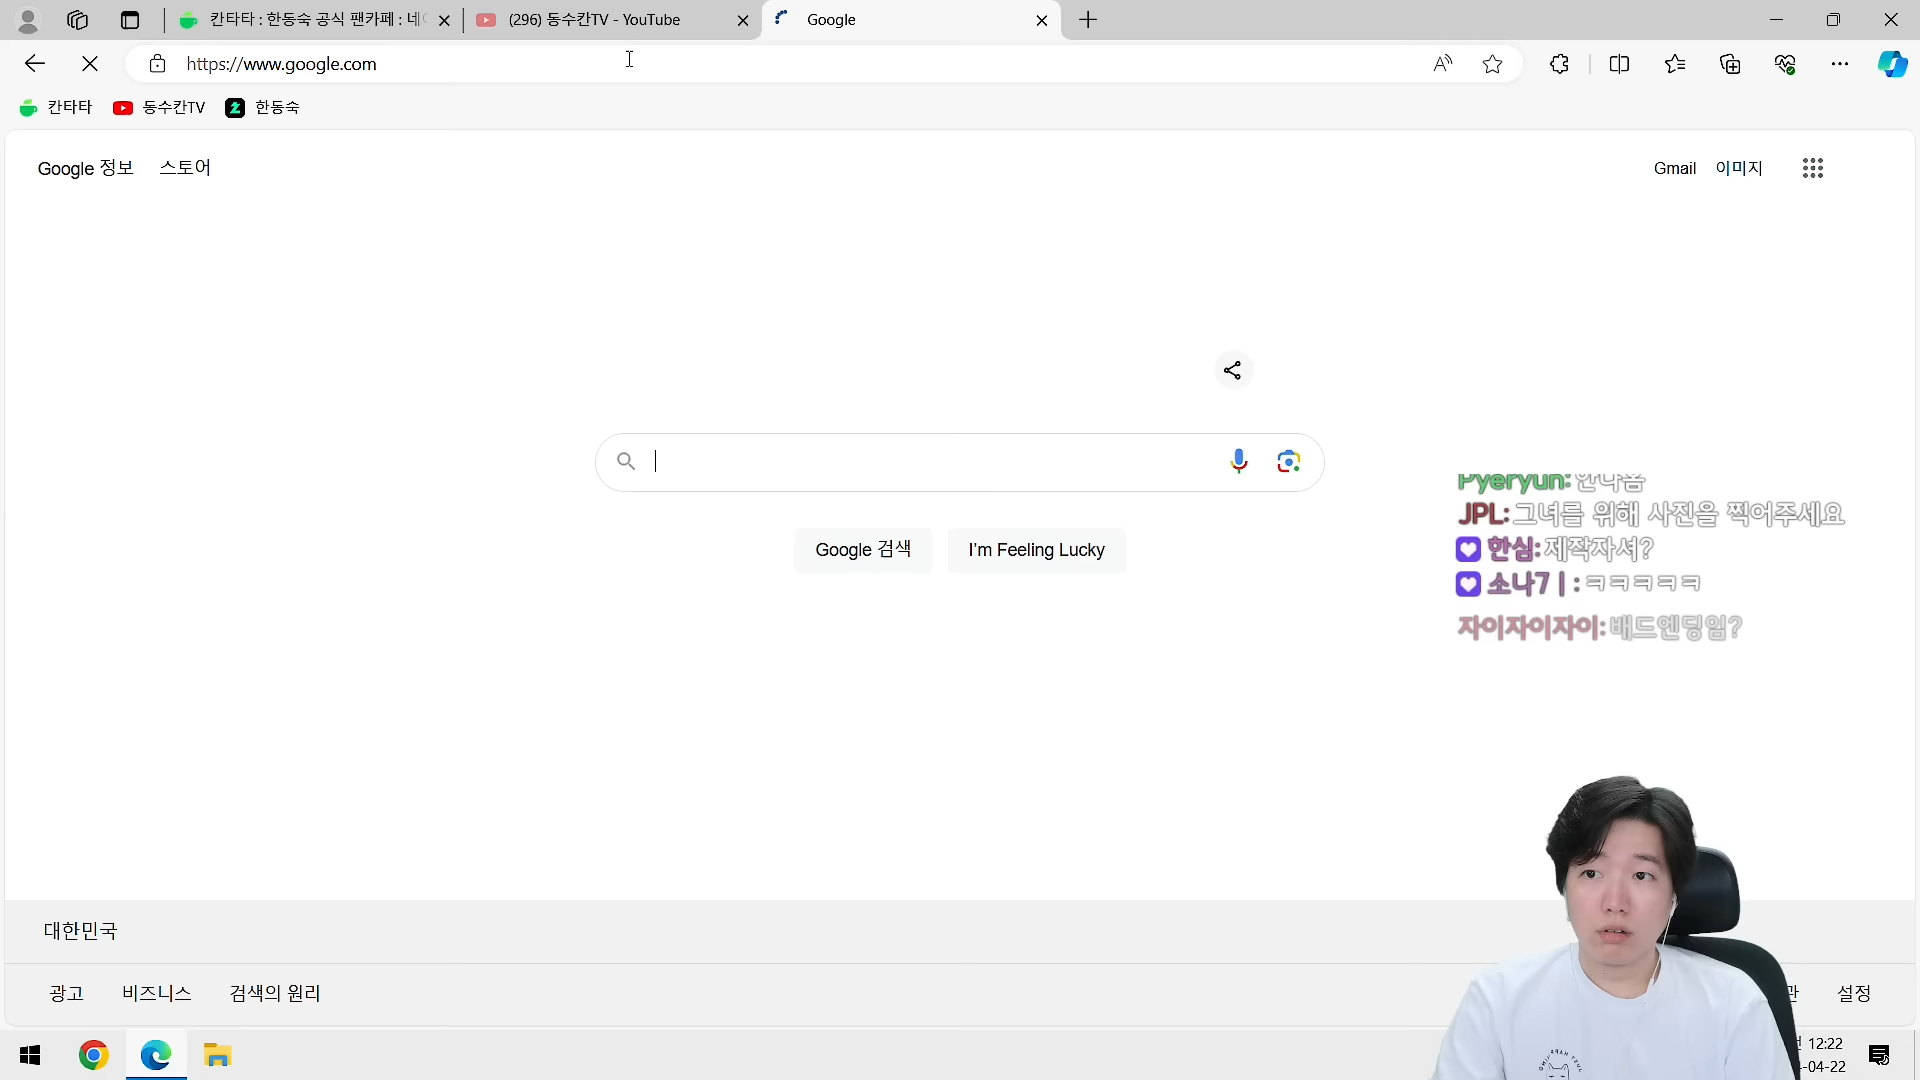 칸타타 : 한동숙 공식 팬카페 : 네
(296) 동수칸TV - YouTube
Google
https://www.google.com
칸타타
동수칸TV
한동숙
Google 정보
스토어
Gmail
이미지
Google 검색
I'm Feeling Lucky
Pyeryun: 안나옴
JPL: 그녀를 위해 사진을 찍어주세요
한심: 제작자셔?
소나7 | : ㅋㅋㅋㅋㅋ
자이자이자이: 배드엔딩임?
대한민국
광고
비즈니스
검색의 원리
관
설정
12:22
-04-22